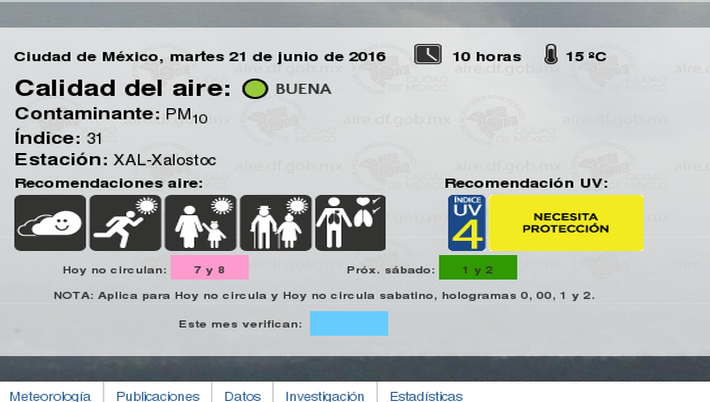 Ciudad de México, martes 21 de junio de 2016 10 horas 15 ºC
Calidad del aire: BUENA
Contaminante: PM10
Índice: 31
Estación: XAL-Xalostoc
Recomendaciones aire: Recomendación UV:
ÍNDICE
UV
4
NECESITA
PROTECCIÓN
Hoy no circulan: 7 y 8 Próx. sábado: 1 y 2
NOTA: Aplica para Hoy no circula y Hoy no circula sabatino, hologramas 0, 00, 1 y 2.
Este mes verifican:
Meteorología Publicaciones Datos Investigación Estadísticas